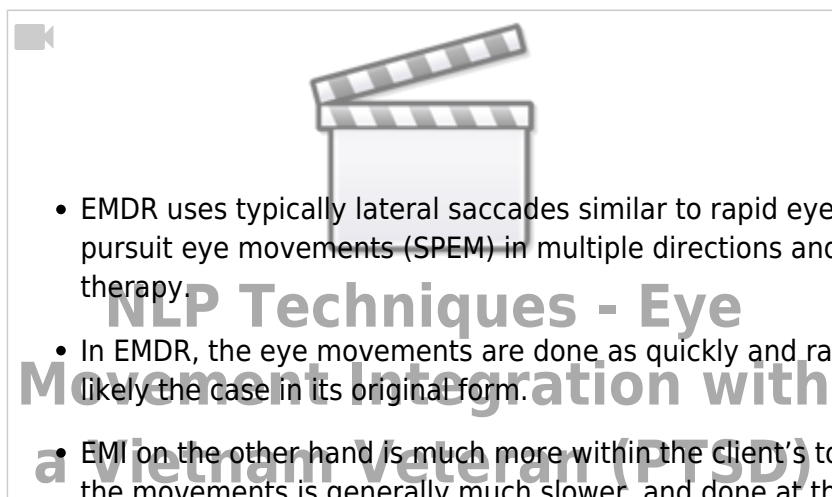 EMDR uses typically lateral saccades similar to rapid eye
pursuit eye movements (SPEM) in multiple directions and
therapy.
NLP Techniques - Eye
In EMDR, the eye movements are done as quickly and ra
Movement Integration with
likely the case in its original form.
a Vietnam Veteran (PTSD)
EMI on the other hand is much more within the client’s to
the movements is generally much slower, and done at th